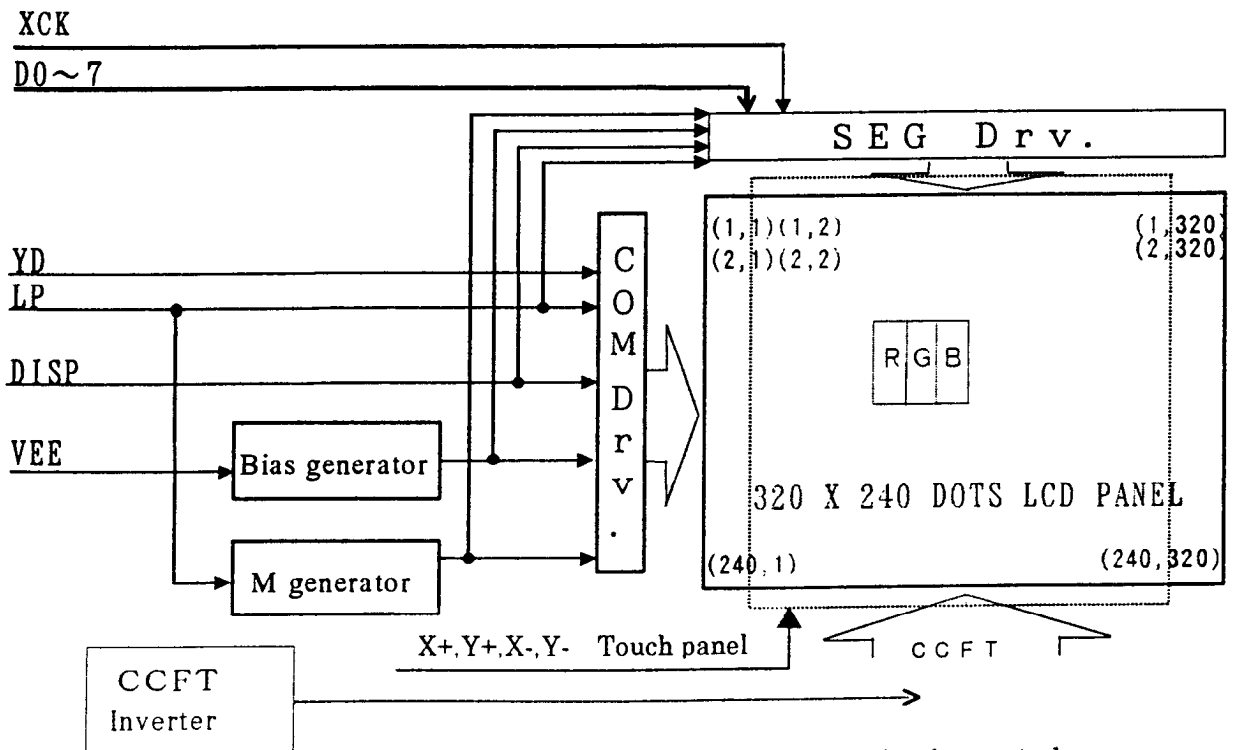 XCK
D0～7
SEG Drv.
(1,1)(1,2)
(1,320)
(2,1)(2,2)
(2,320)
YD
LP
COM Drv.
R G B
DISP
VEE
Bias generator
320 X 240 DOTS LCD PANEL
M generator
(240,1)
(240,320)
X+,Y+,X-,Y- Touch panel
CCFT
CCFT
Inverter